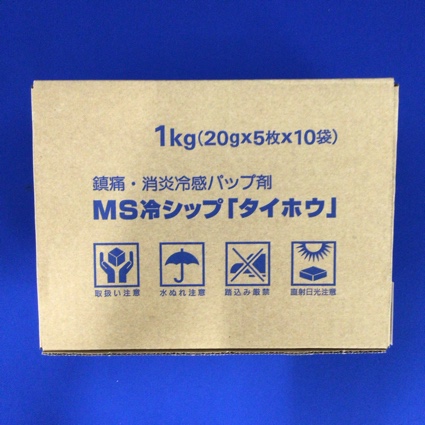 1kg(20g×5枚×10袋)
鎮痛・消炎冷感パップ剤
MS冷シップ「タイホウ」
取扱い注意 水ぬれ注意 踏込み厳禁 直射日光注意